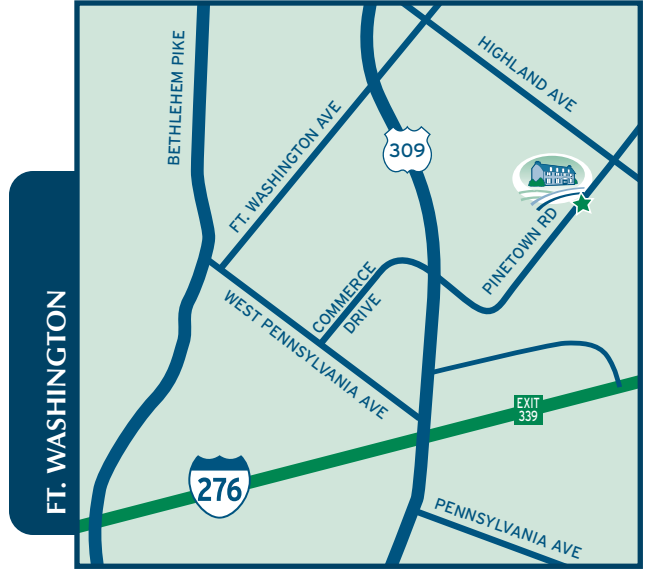 BETHLEHEM PIKE
HIGHLAND AVE
FT. WASHINGTON AVE
309
PINETOWN RD
COMMERCE
DRIVE
WEST PENNSYLVANIA AVE
FT. WASHINGTON
EXIT
339
276
PENNSYLVANIA AVE